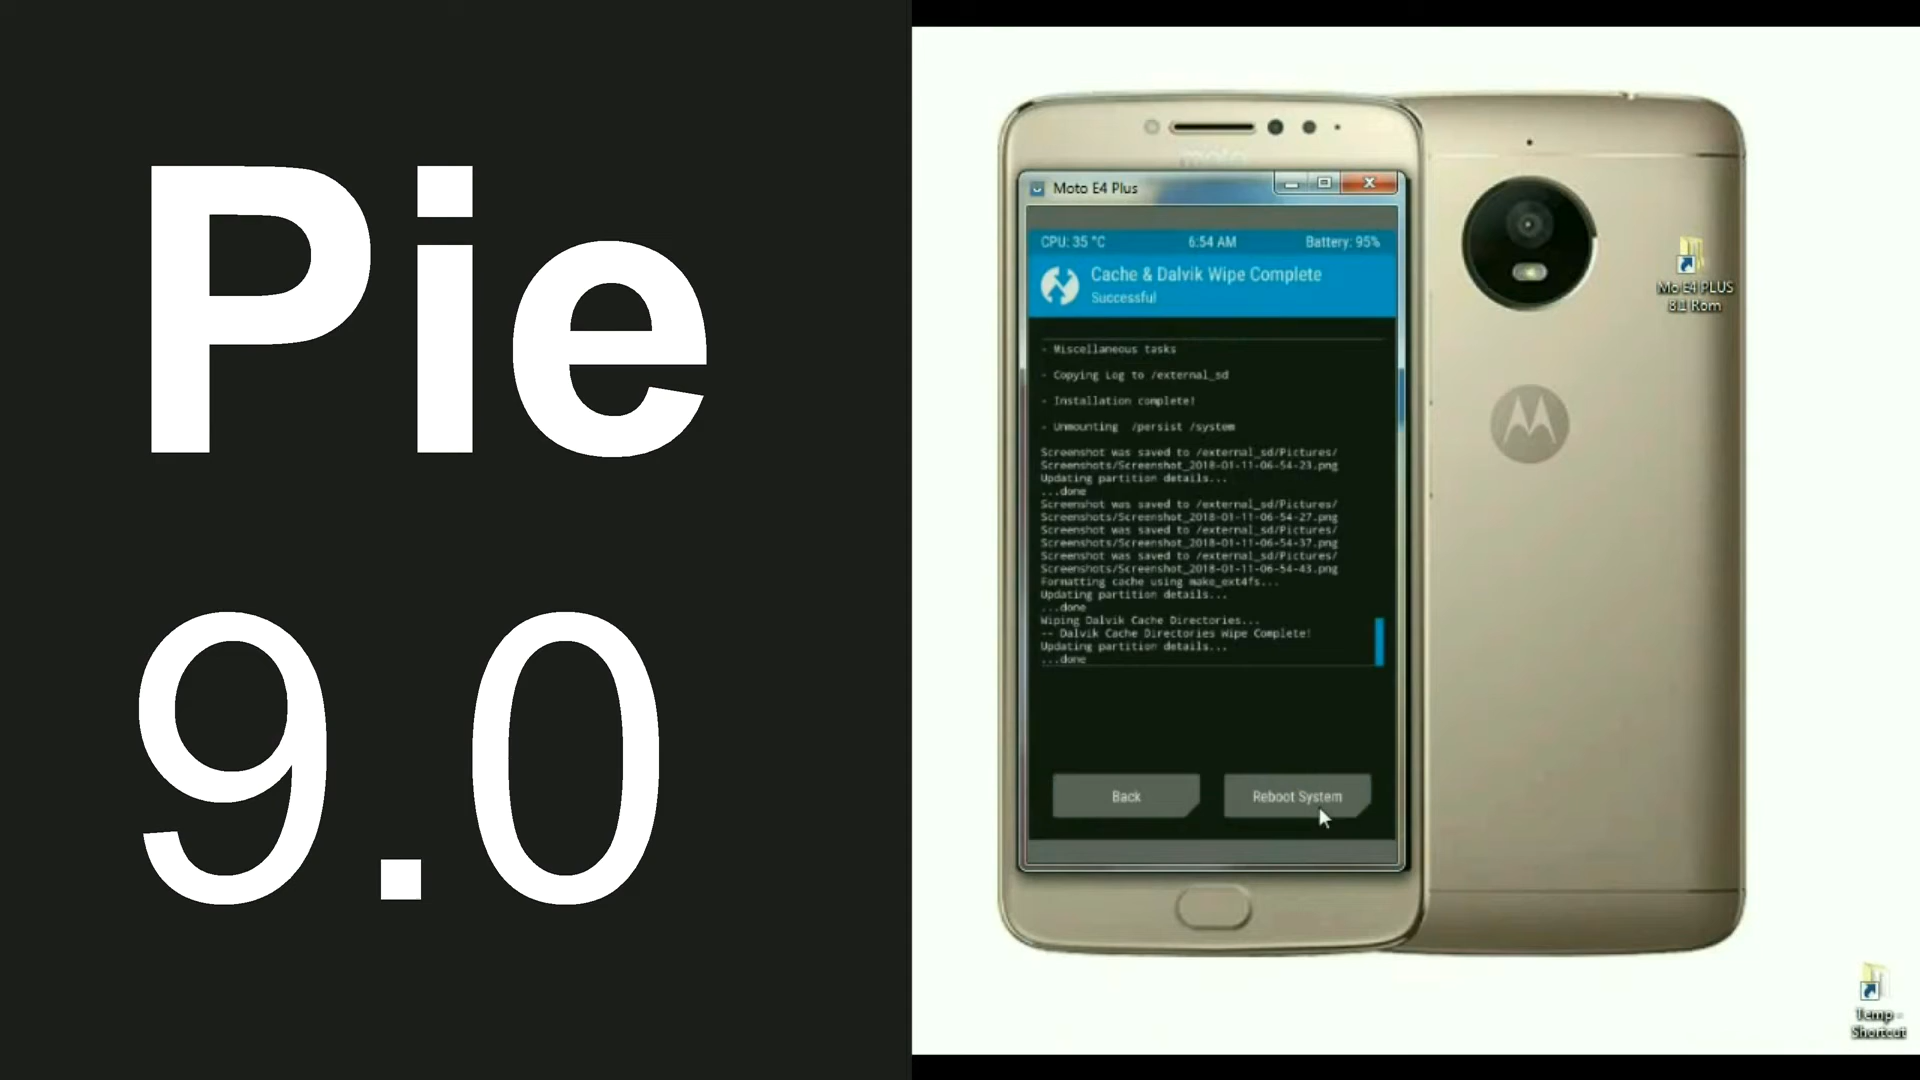 Pie
9.0
moto
Moto E4 Plus
CPU: 35 °C 6:54 AM Battery: 95%
Cache & Dalvik Wipe Complete
Successful
- Miscellaneous tasks
- Copying Log to /external_sd
- Installation complete!
- Unmounting /persist /system
Screenshot was saved to /external_sd/Pictures/
Screenshots/Screenshot_2018-01-11-06-54-23.png
Updating partition details...
...done
Screenshot was saved to /external_sd/Pictures/
Screenshots/Screenshot_2018-01-11-06-54-27.png
Screenshot was saved to /external_sd/Pictures/
Screenshots/Screenshot_2018-01-11-06-54-37.png
Screenshot was saved to /external_sd/Pictures/
Screenshots/Screenshot_2018-01-11-06-54-43.png
Formatting cache using make_ext4fs...
Updating partition details...
...done
Wiping Dalvik Cache Directories...
-- Dalvik Cache Directories Wipe Complete!
Updating partition details...
...done
Back Reboot System
Mo E4 PLUS
8.1 Rom
Temp -
Shortcut